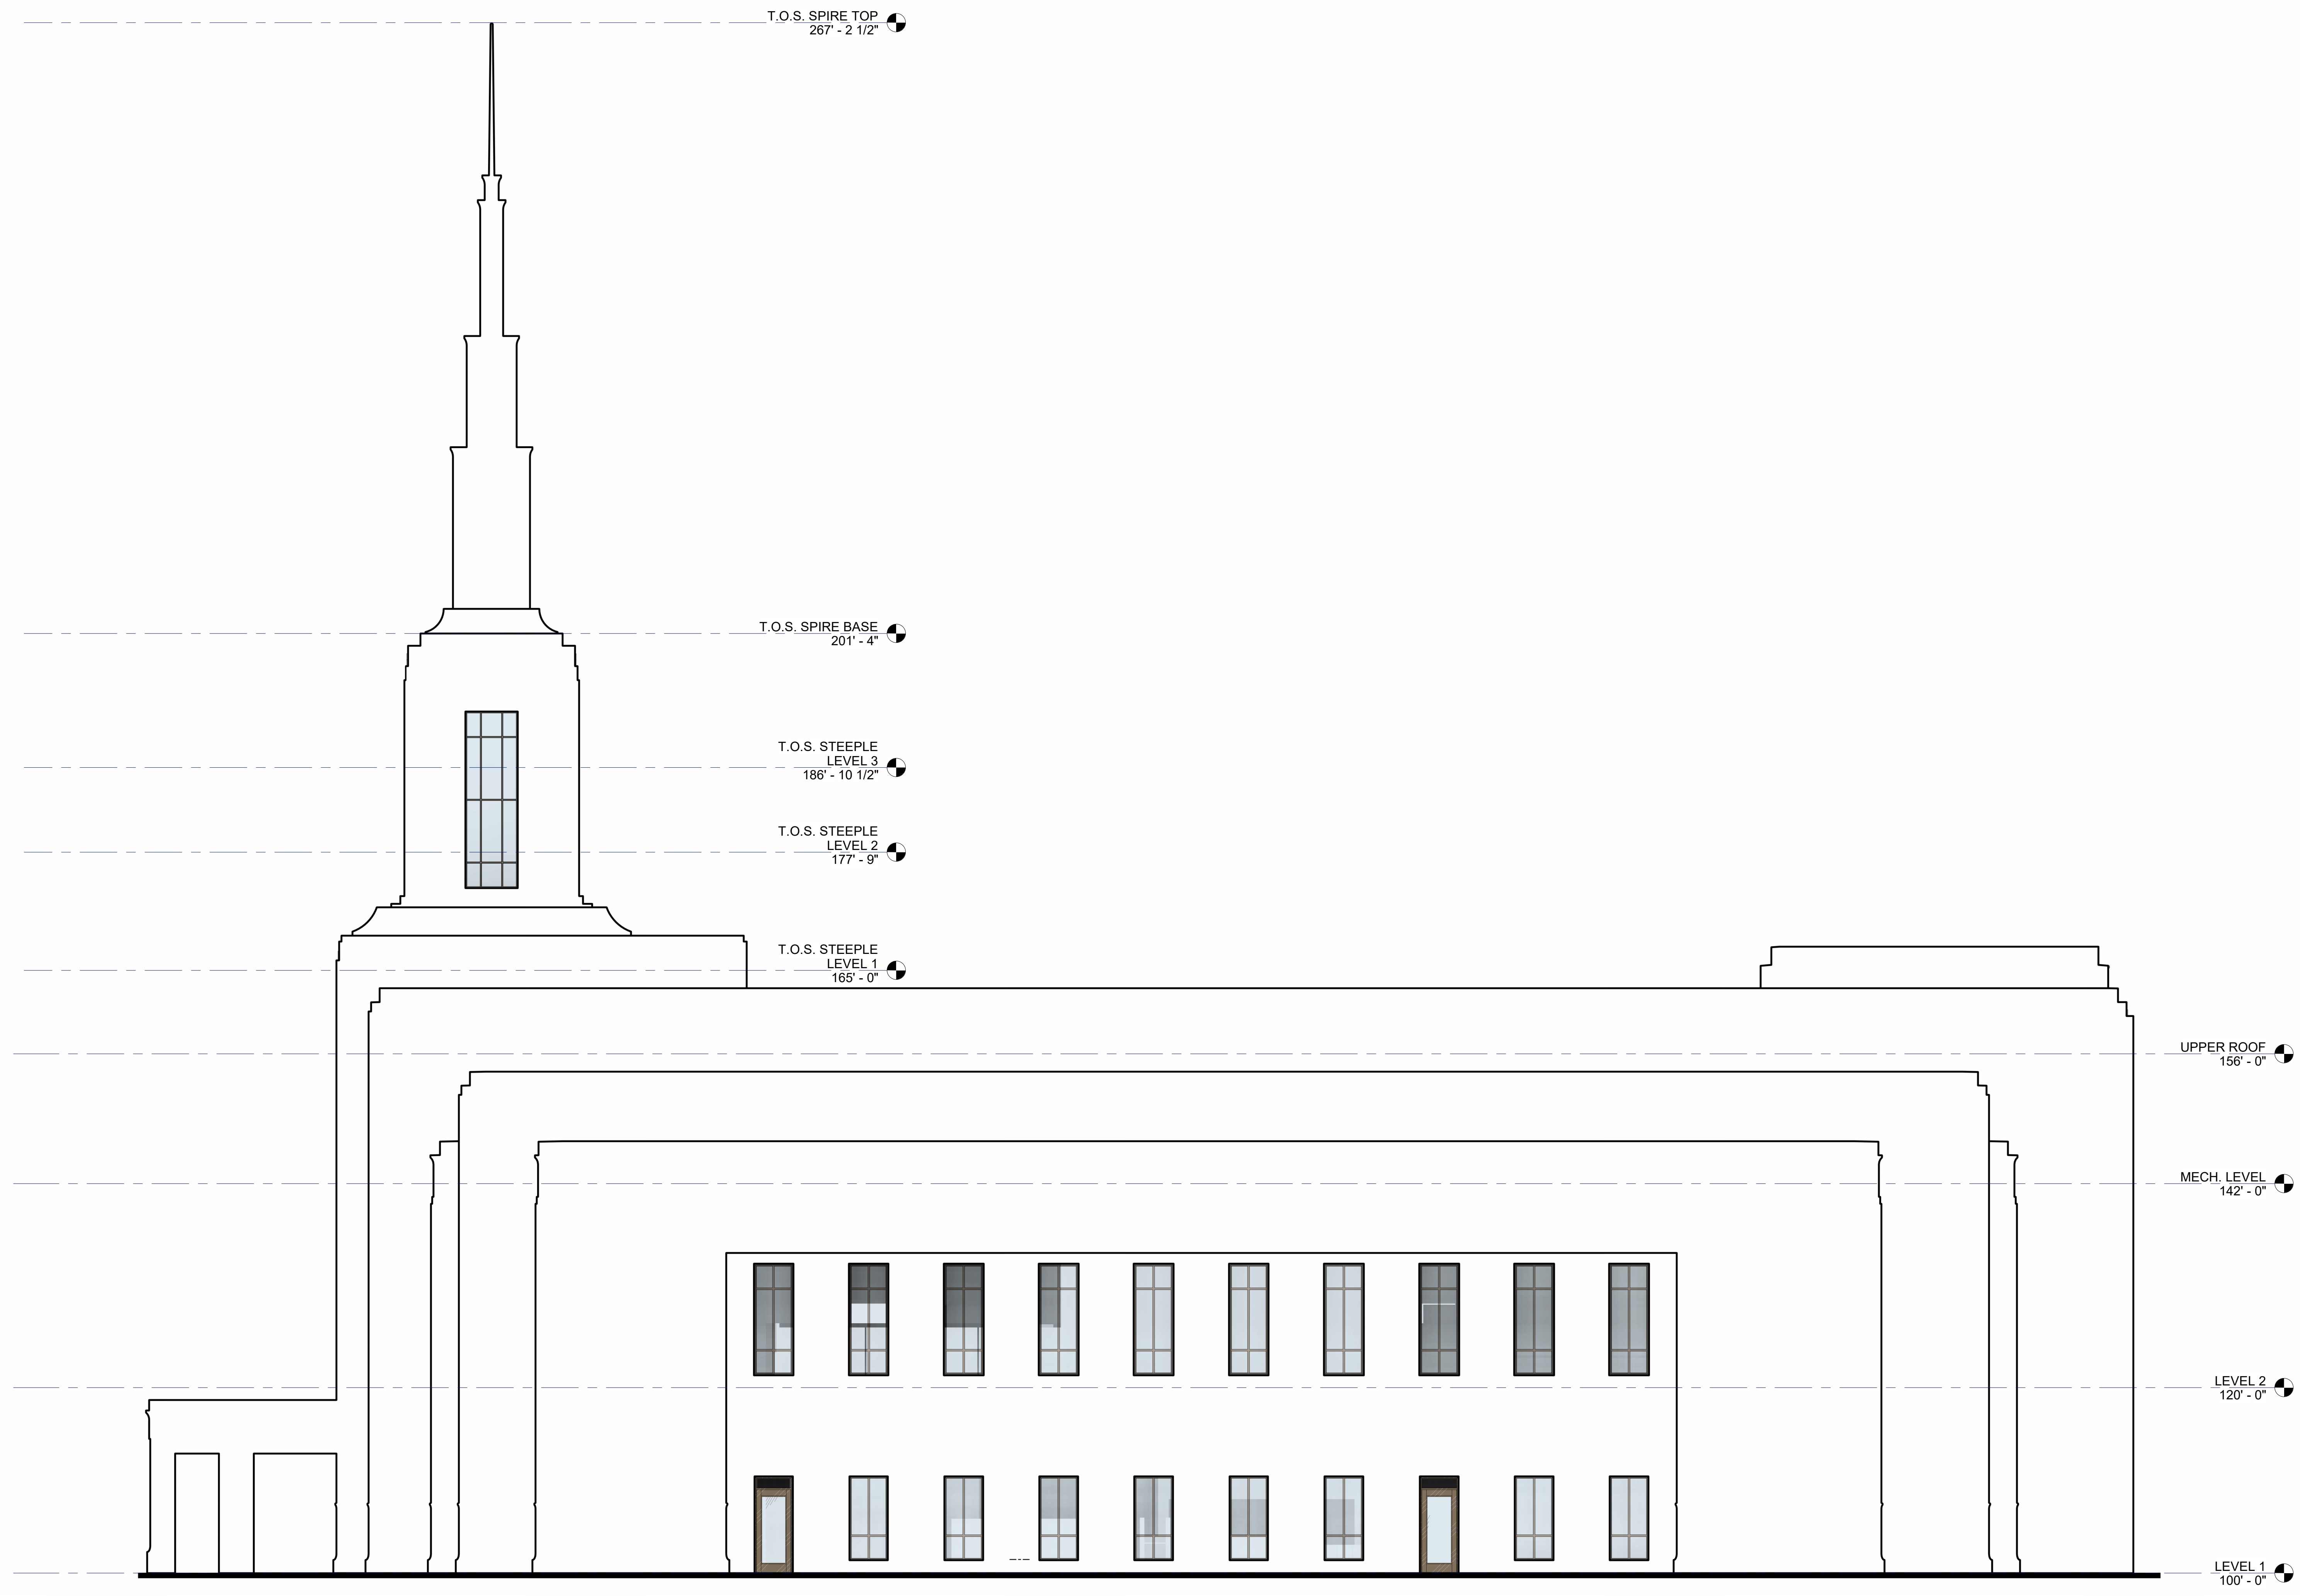 T.O.S. SPIRE TOP
267' - 2 1/2"
T.O.S. SPIRE BASE
201' - 4"
T.O.S. STEEPLE
LEVEL 3
186' - 10 1/2"
T.O.S. STEEPLE
LEVEL 2
177' - 9"
T.O.S. STEEPLE
LEVEL 1
165' - 0"
UPPER ROOF
156' - 0"
MECH. LEVEL
142' - 0"
LEVEL 2
120' - 0"
LEVEL 1
100' - 0"